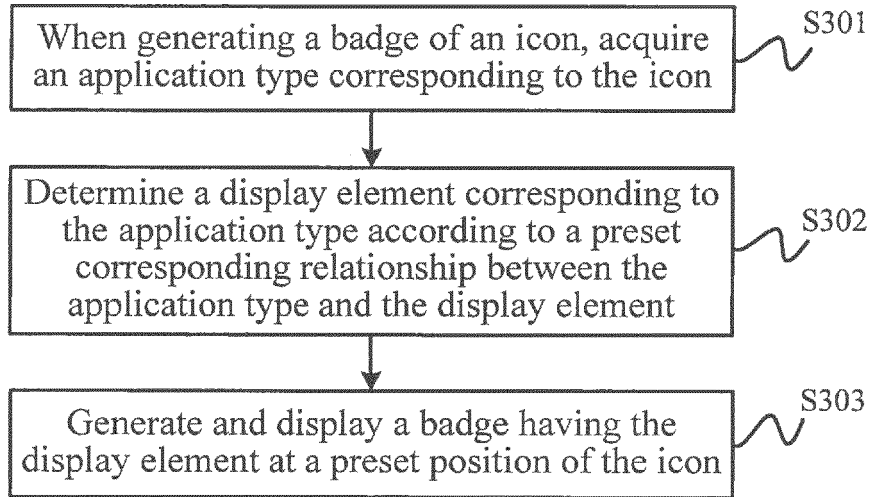 When generating a badge of an icon, acquire
an application type corresponding to the icon
S301
Determine a display element corresponding to
the application type according to a preset
corresponding relationship between the
application type and the display element
S302
Generate and display a badge having the
display element at a preset position of the icon
S303